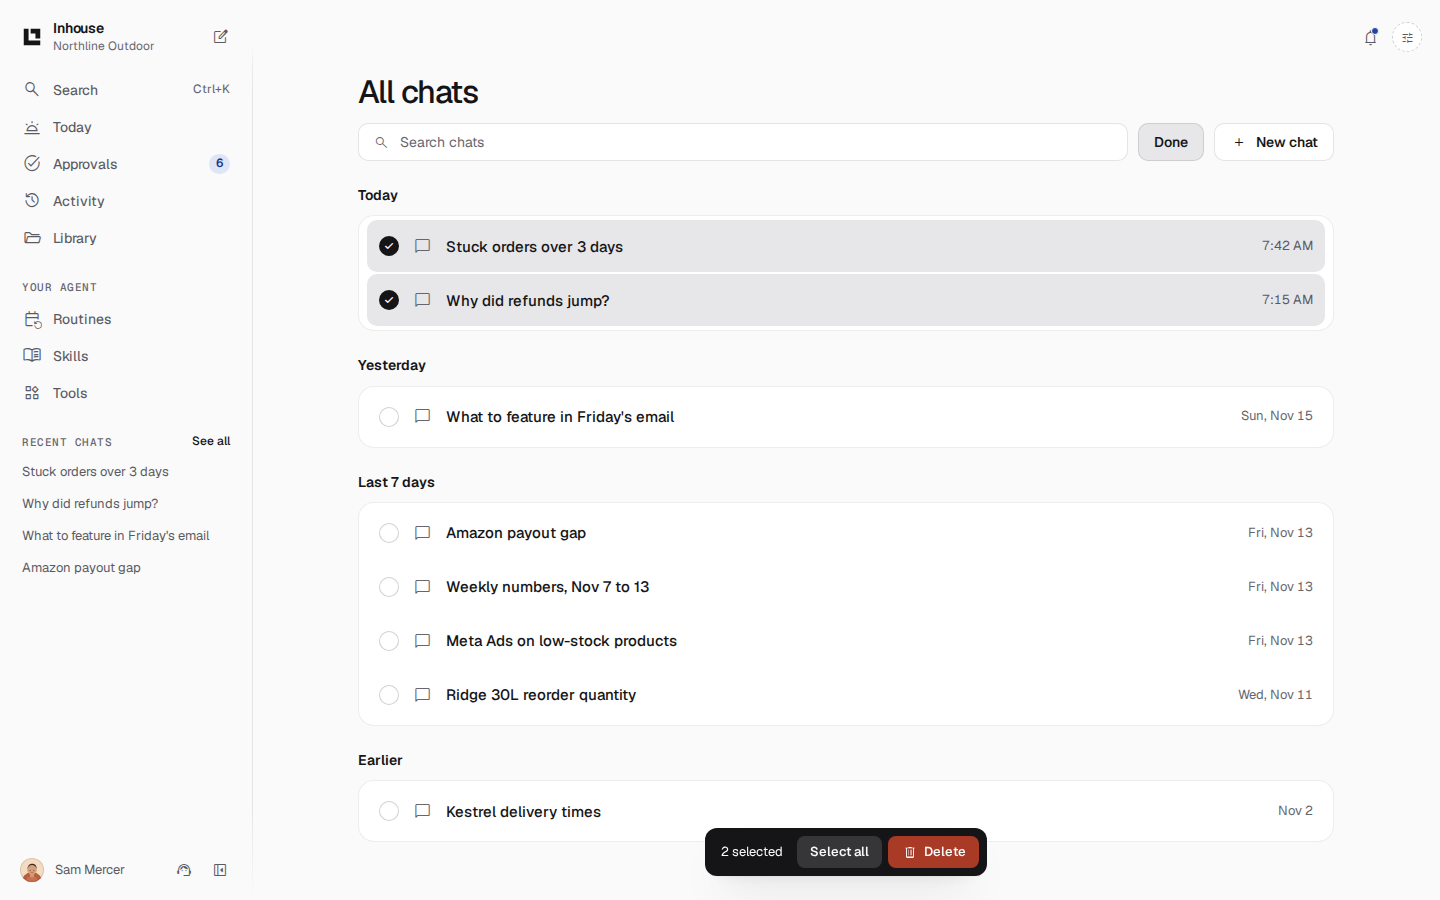 Inhouse
Northline Outdoor
Search Ctrl+K
Today
Approvals 6
Activity
Library
YOUR AGENT
Routines
Skills
Tools
RECENT CHATS See all
Stuck orders over 3 days
Why did refunds jump?
What to feature in Friday's email
Amazon payout gap
Sam Mercer
All chats
Search chats
Done
New chat
Today
Stuck orders over 3 days 7:42 AM
Why did refunds jump? 7:15 AM
Yesterday
What to feature in Friday's email Sun, Nov 15
Last 7 days
Amazon payout gap Fri, Nov 13
Weekly numbers, Nov 7 to 13 Fri, Nov 13
Meta Ads on low-stock products Fri, Nov 13
Ridge 30L reorder quantity Wed, Nov 11
Earlier
Kestrel delivery times Nov 2
2 selected Select all Delete